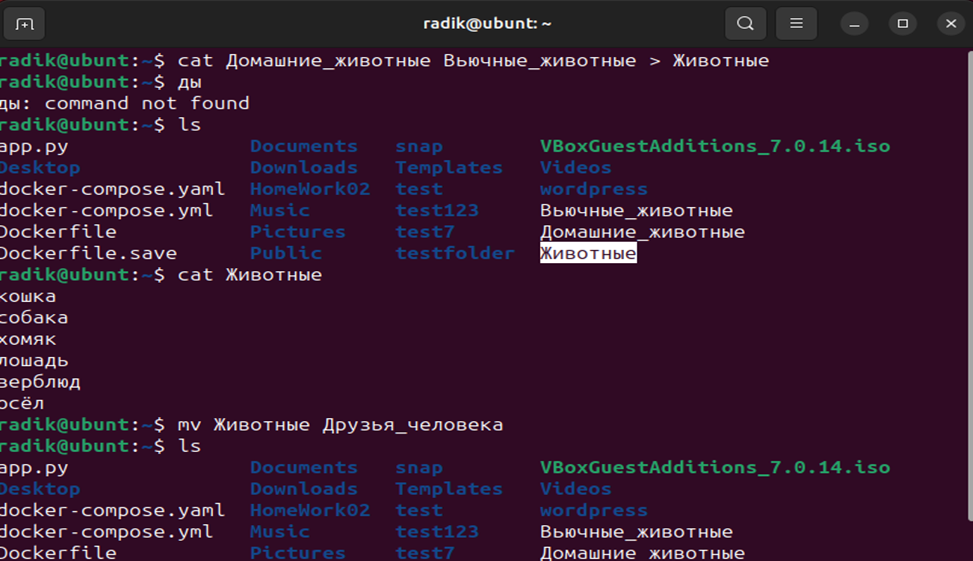 radik@ubunt: ~
radik@ubunt:~$ cat Домашние_животные Вьючные_животные > Животные
radik@ubunt:~$ ды
ды: command not found
radik@ubunt:~$ ls
app.py Documents snap VBoxGuestAdditions_7.0.14.iso
Desktop Downloads Templates Videos
docker-compose.yaml HomeWork02 test wordpress
docker-compose.yml Music test123 Вьючные_животные
Dockerfile Pictures test7 Домашние_животные
Dockerfile.save Public testfolder Животные
radik@ubunt:~$ cat Животные
кошка
собака
хомяк
лошадь
верблюд
осёл
radik@ubunt:~$ mv Животные Друзья_человека
radik@ubunt:~$ ls
app.py Documents snap VBoxGuestAdditions_7.0.14.iso
Desktop Downloads Templates Videos
docker-compose.yaml HomeWork02 test wordpress
docker-compose.yml Music test123 Вьючные_животные
Dockerfile Pictures test7 Домашние_животные